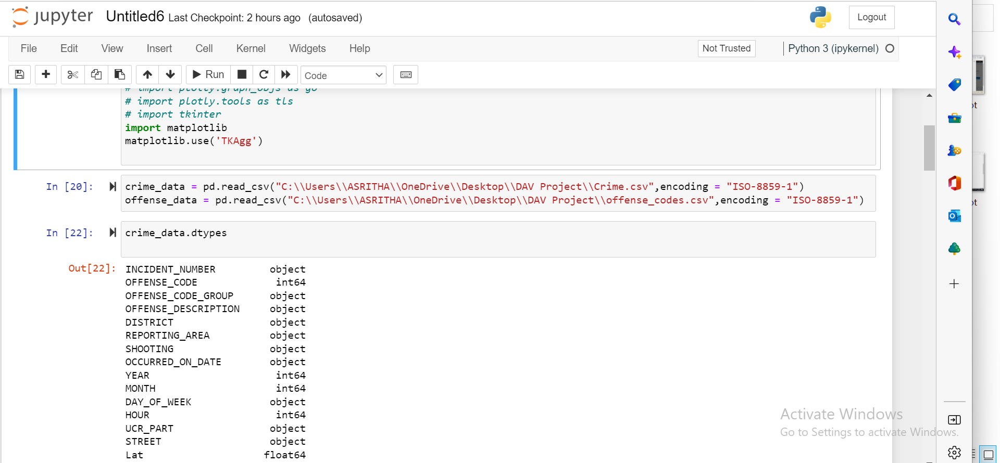 jupyter Untitled6 Last Checkpoint: 2 hours ago (autosaved) Logout
File Edit View Insert Cell Kernel Widgets Help Not Trusted Python 3 (ipykernel)
Run Code
# import plotly.graph_objs as go
# import plotly.tools as tls
# import tkinter
import matplotlib
matplotlib.use('TKAgg')
In [20]: crime_data = pd.read_csv("C:\\Users\\ASRITHA\\OneDrive\\Desktop\\DAV Project\\Crime.csv",encoding = "ISO-8859-1")
offense_data = pd.read_csv("C:\\Users\\ASRITHA\\OneDrive\\Desktop\\DAV Project\\offense_codes.csv",encoding = "ISO-8859-1")
In [22]: crime_data.dtypes
Out[22]: INCIDENT_NUMBER object
OFFENSE_CODE int64
OFFENSE_CODE_GROUP object
OFFENSE_DESCRIPTION object
DISTRICT object
REPORTING_AREA object
SHOOTING object
OCCURRED_ON_DATE object
YEAR int64
MONTH int64
DAY_OF_WEEK object
HOUR int64
UCR_PART object
STREET object
Lat float64
Activate Windows
Go to Settings to activate Windows.